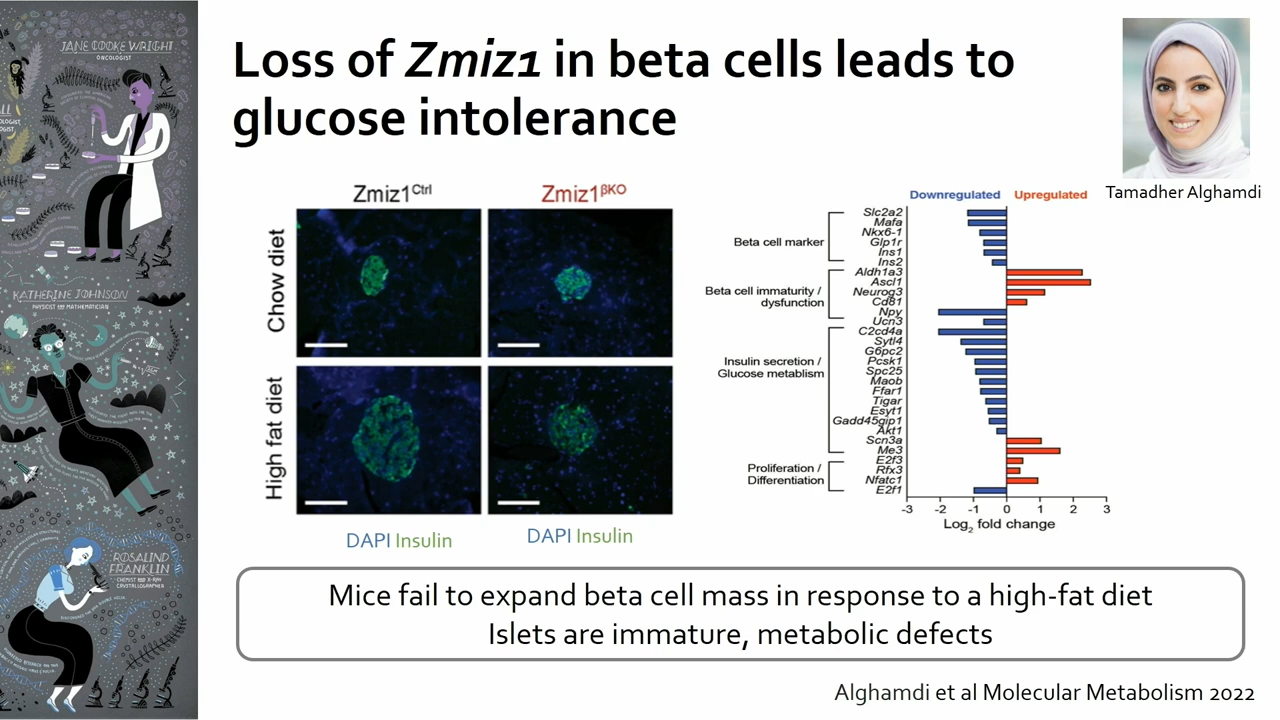 JANE COOKE WRIGHT
ONCOLOGIST
KATHERINE JOHNSON
PHYSICIST AND MATHEMATICIAN
ROSALIND
FRANKLIN
CHEMIST AND X-RAY
CRYSTALLOGRAPHER
Loss of Zmiz1 in beta cells leads to
glucose intolerance
Tamadher Alghamdi
Zmiz1Ctrl
Zmiz1βKO
Chow diet
High fat diet
DAPI Insulin
DAPI Insulin
Downregulated
Upregulated
Beta cell marker
Slc2a2
Mafa
Nkx6-1
Glp1r
Ins1
Ins2
Beta cell immaturity /
dysfunction
Aldh1a3
Ascl1
Neurog3
Cd81
Npy
Ucn3
Insulin secretion /
Glucose metablism
C2cd4a
Sytl4
G6pc2
Pcsk1
Spc25
Maob
Ffar1
Tigar
Esyt1
Gadd45gip1
Akt1
Scn3a
Me3
Proliferation /
Differentiation
E2f3
Rfx3
Nfatc1
E2f1
-3 -2 -1 0 1 2 3
Log2 fold change
Mice fail to expand beta cell mass in response to a high-fat diet
Islets are immature, metabolic defects
Alghamdi et al Molecular Metabolism 2022